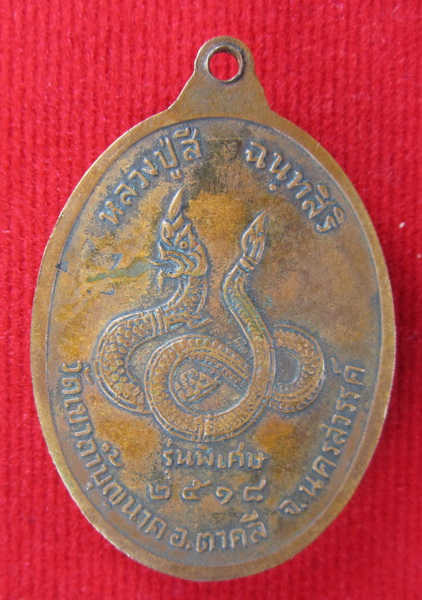 หลวงปู่สี ฉนฺทสิริ
รุ่นพิเศษ
๒๕๑๘
วัดเขาถ้ำบุญนาค อ.ตาคลี จ.นครสวรรค์